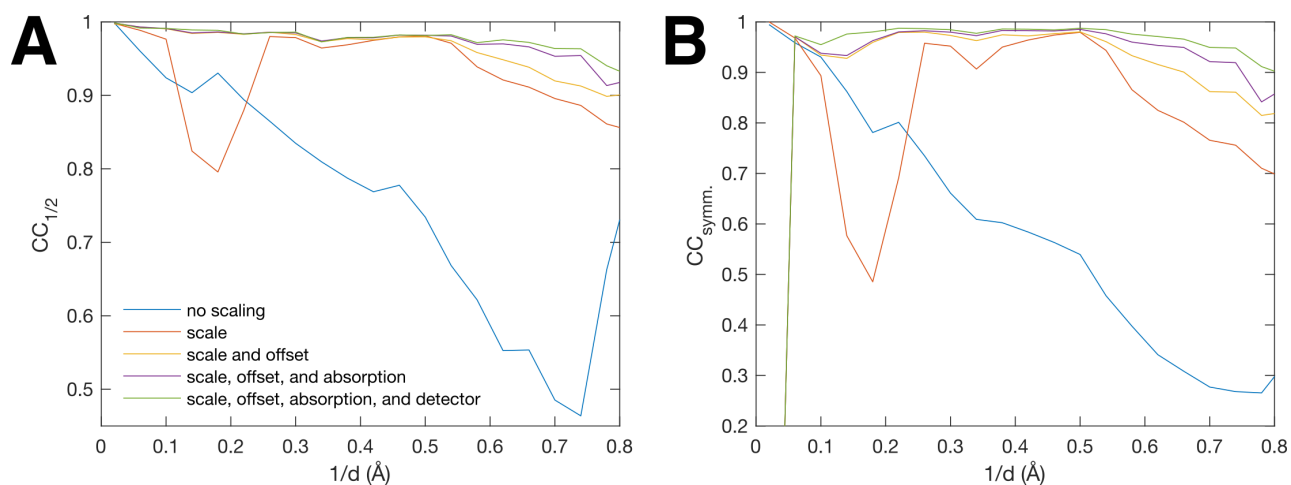 A
1
0.9
0.8
0.7
0.6
0.5
CC1/2
no scaling
scale
scale and offset
scale, offset, and absorption
scale, offset, absorption, and detector
0 0.1 0.2 0.3 0.4 0.5 0.6 0.7 0.8
1/d (Å)
B
1
0.9
0.8
0.7
0.6
0.5
0.4
0.3
0.2
CCsymm.
0 0.1 0.2 0.3 0.4 0.5 0.6 0.7 0.8
1/d (Å)